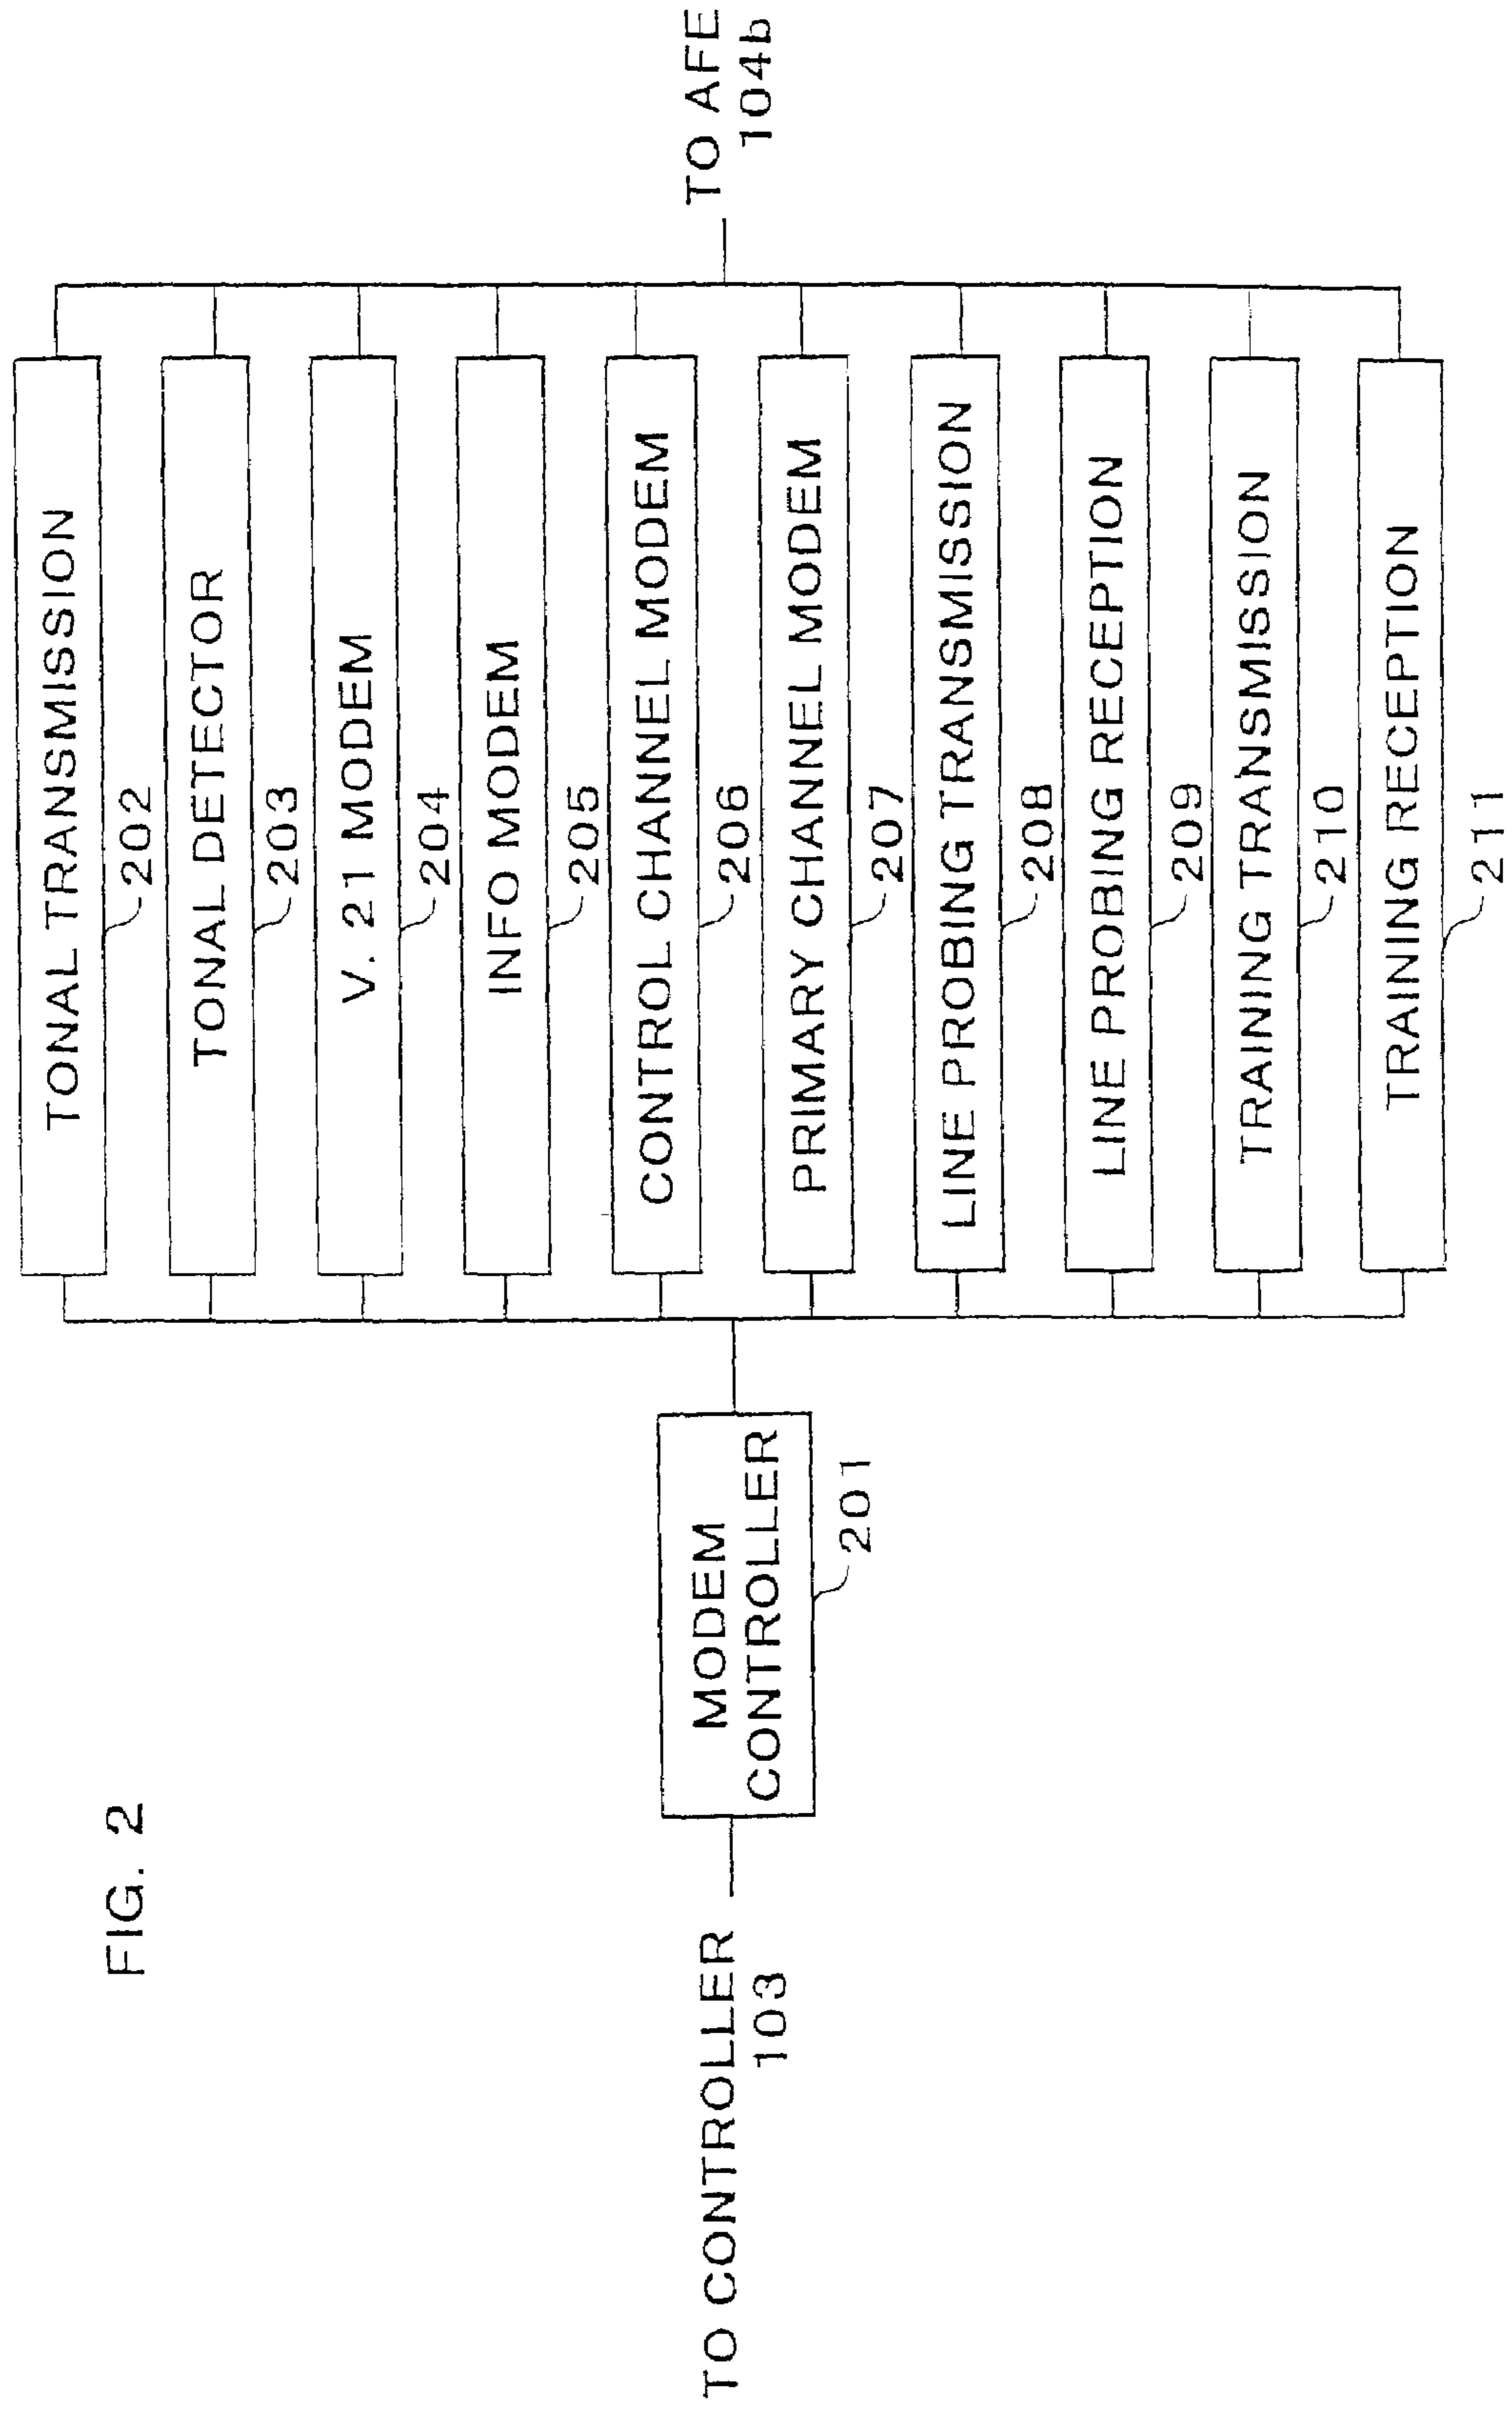 FIG. 2
TO CONTROLLER
103
MODEM
CONTROLLER
201
TONAL TRANSMISSION
202
TONAL DETECTOR
203
V. 21 MODEM
204
INFO MODEM
205
CONTROL CHANNEL MODEM
206
PRIMARY CHANNEL MODEM
207
LINE PROBING TRANSMISSION
208
LINE PROBING RECEPTION
209
TRAINING TRANSMISSION
210
TRAINING RECEPTION
211
TO AFE
104b